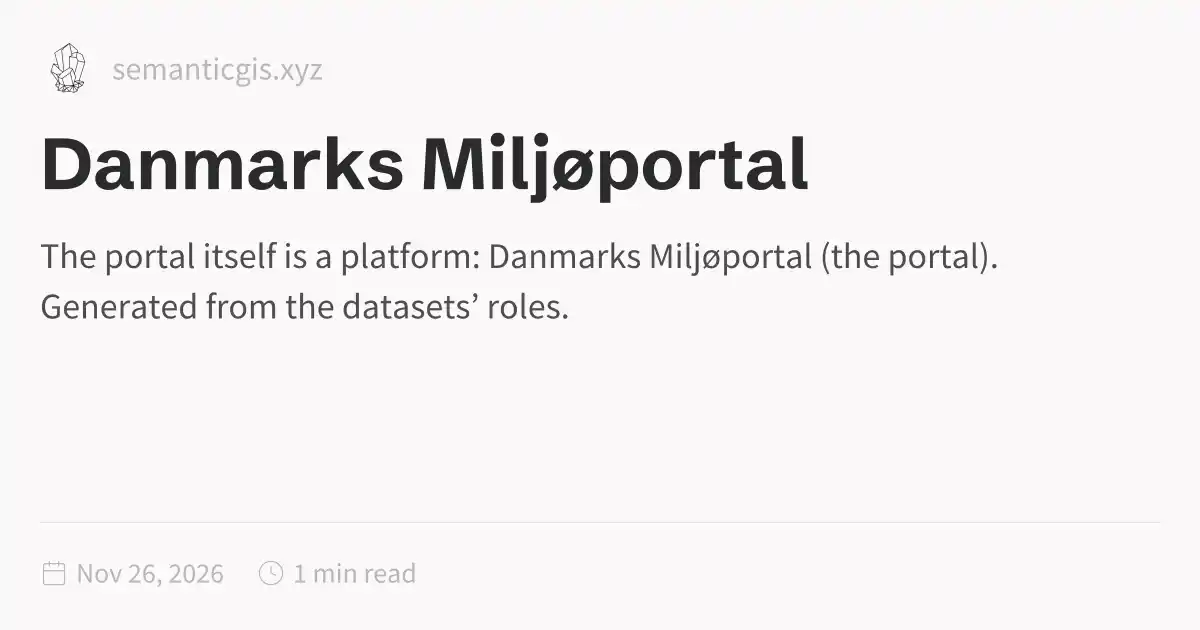 semanticgis.xyz
Danmarks Miljøportal
The portal itself is a platform: Danmarks Miljøportal (the portal).
Generated from the datasets’ roles.
Nov 26, 2026
1 min read